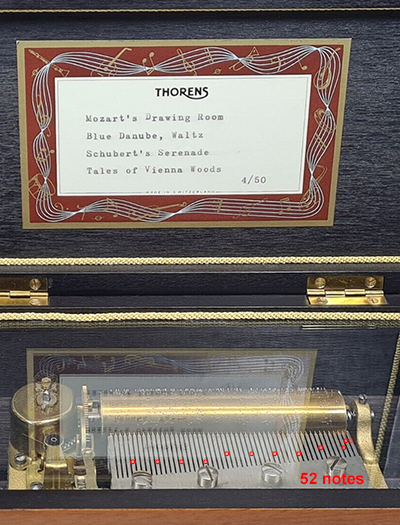 THORENS
Mozart's Drawing Room
Blue Danube, Waltz
Schubert's Serenade
Tales of Vienna Woods
4/50
MADE IN SWITZERLAND
52 notes